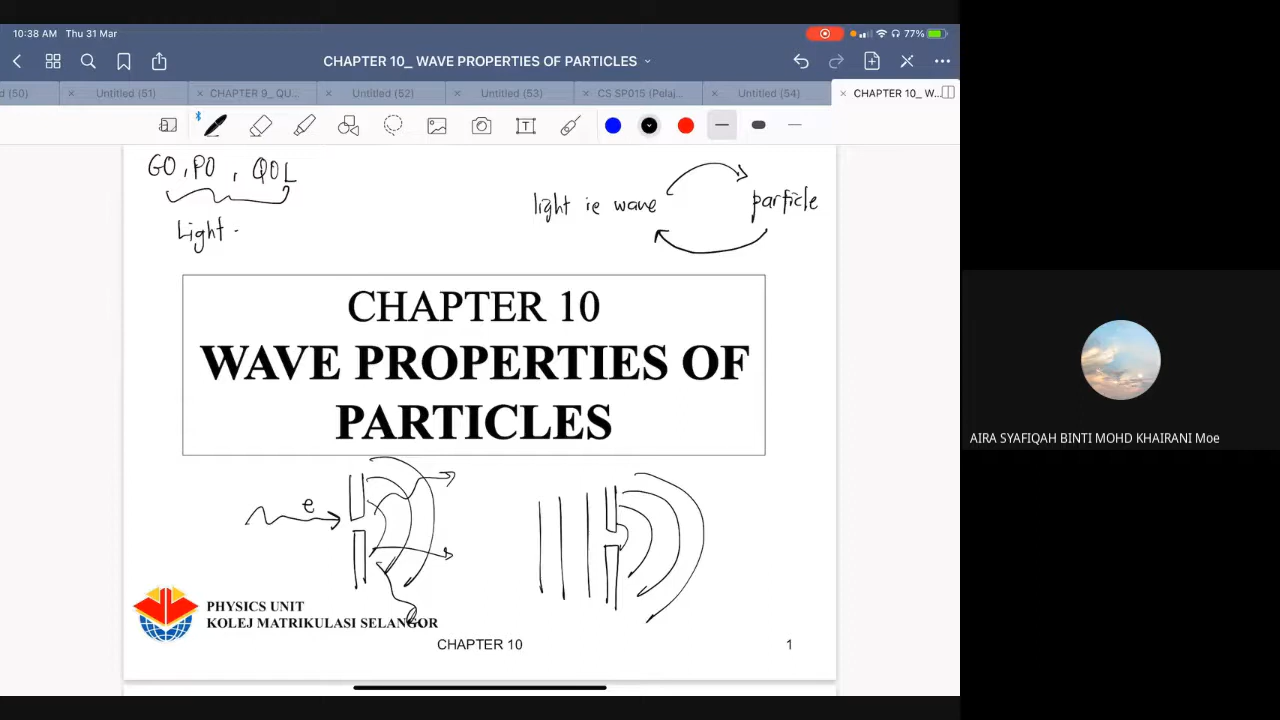 10:38 AM Thu 31 Mar
77%
CHAPTER 10_ WAVE PROPERTIES OF PARTICLES
d (50)
Untitled (51)
CHAPTER 9_ QU...
Untitled (52)
Untitled (53)
CS SP015 (Pelaj...
Untitled (54)
CHAPTER 10_ W...
GO, PO, QOL
Light
light ie wave
particle
CHAPTER 10
WAVE PROPERTIES OF
PARTICLES
e
PHYSICS UNIT
KOLEJ MATRIKULASI SELANGOR
CHAPTER 10
1
AIRA SYAFIQAH BINTI MOHD KHAIRANI Moe